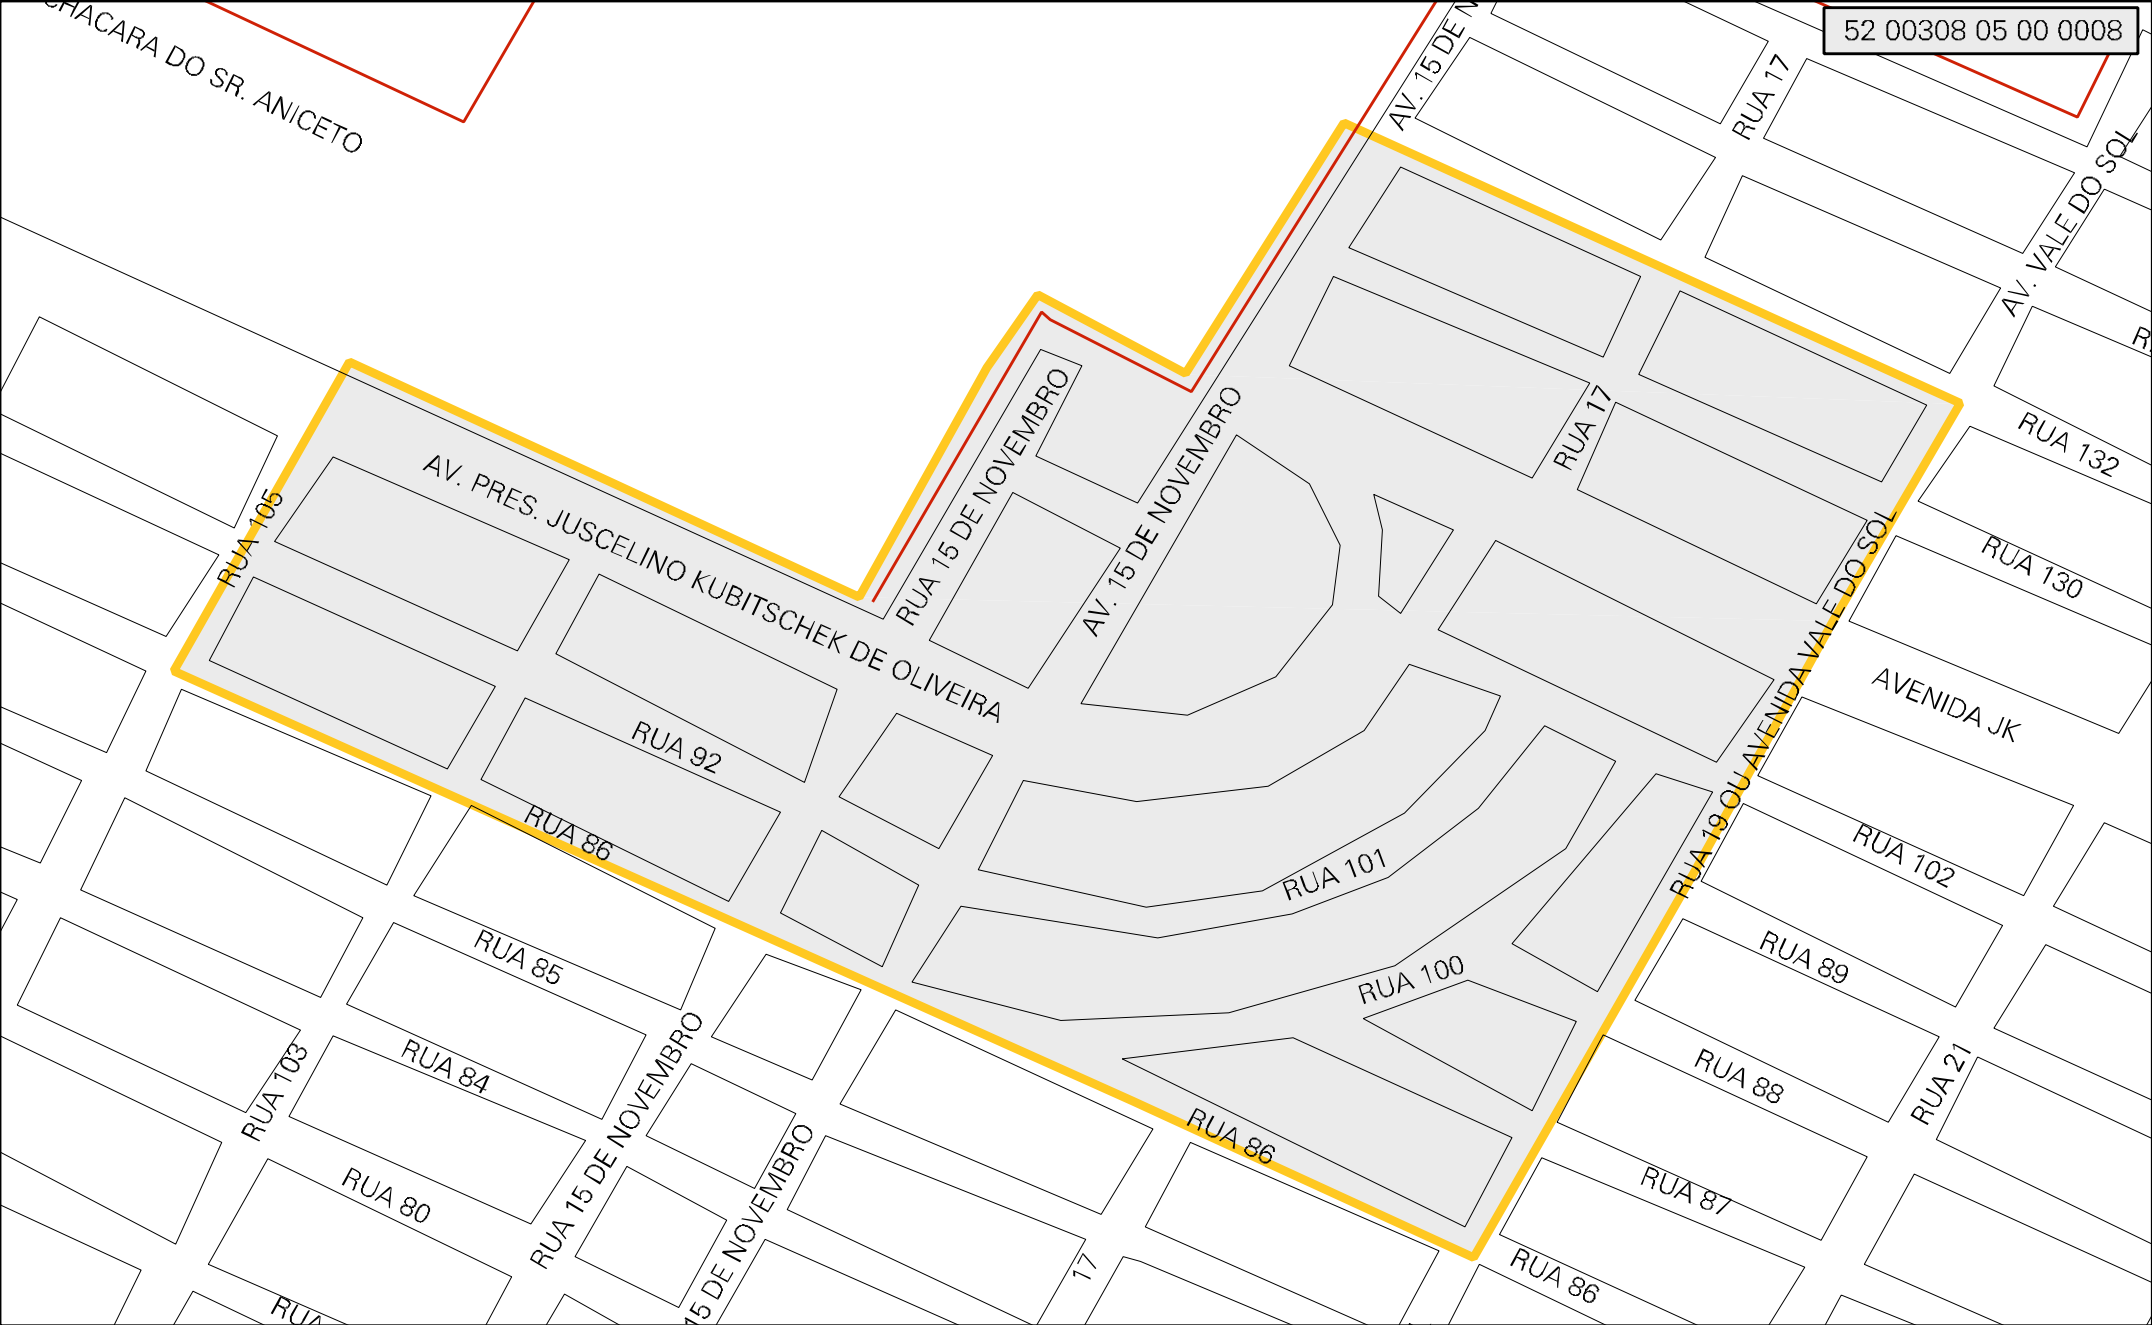 52 00308 05 00 0008
CHACARA DO SR. ANICETO
AV. 15 DE N
RUA 17
AV. VALE DO SOL
R.
RUA 132
RUA 130
AVENIDA JK
RUA 17
RUA 15 DE NOVEMBRO
AV. 15 DE NOVEMBRO
AV. PRES. JUSCELINO KUBITSCHEK DE OLIVEIRA
RUA 105
RUA 19 OU AVENIDA VALE DO SOL
RUA 92
RUA 86
RUA 101
RUA 100
RUA 102
RUA 89
RUA 88
RUA 21
RUA 87
RUA 86
RUA 86
RUA 85
RUA 84
RUA 103
RUA 80
RUA 15 DE NOVEMBRO
15 DE NOVEMBRO
17
RUA